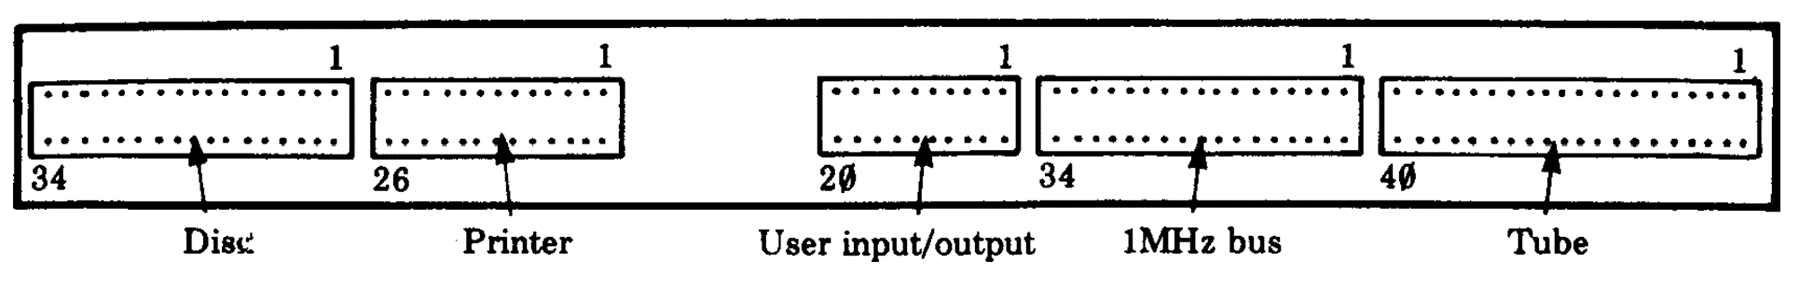 1 1 1 1 1
34 26 2Ø 34 4Ø
Disc Printer User input/output 1MHz bus Tube